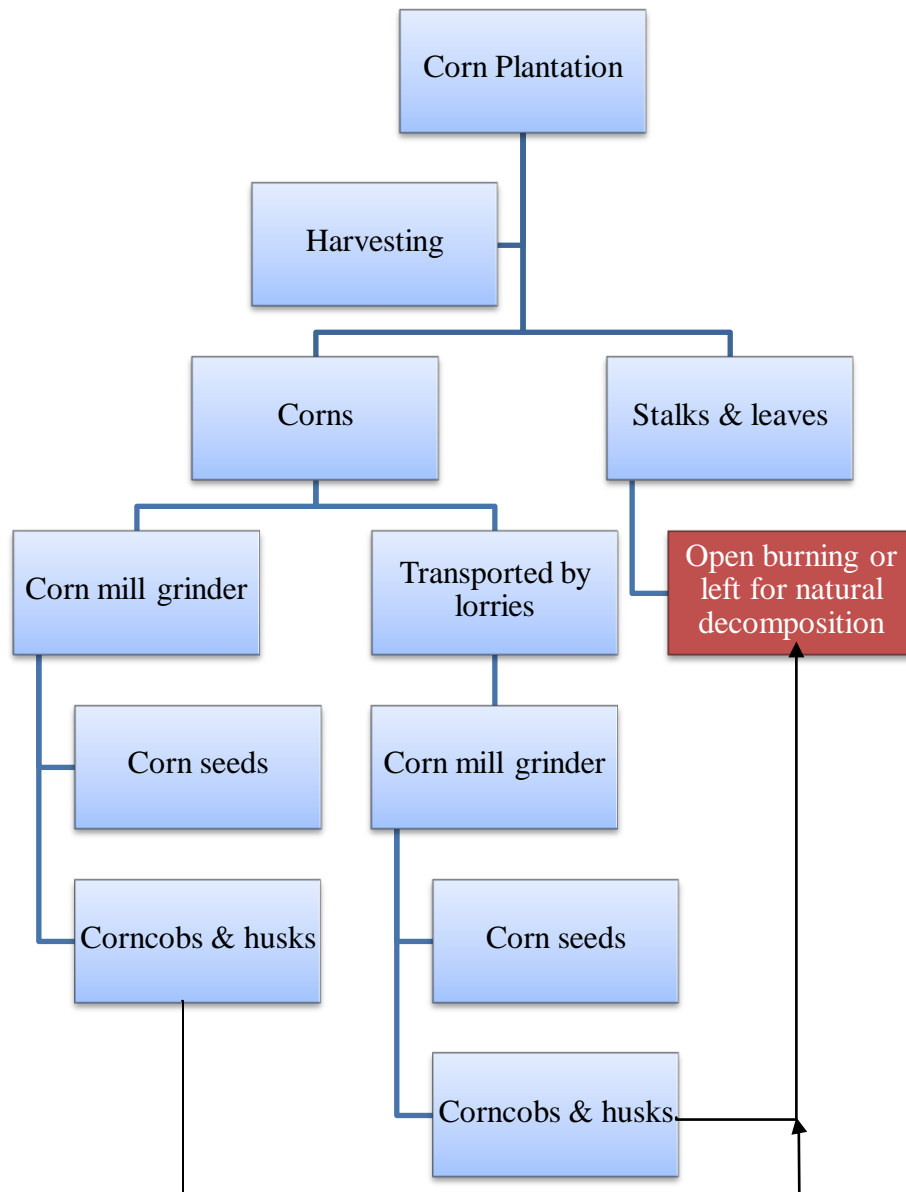 Corn Plantation
Harvesting
Corns
Stalks & leaves
Corn mill grinder
Transported by
lorries
Open burning or
left for natural
decomposition
Corn seeds
Corn mill grinder
Corncobs & husks
Corn seeds
Corncobs & husks